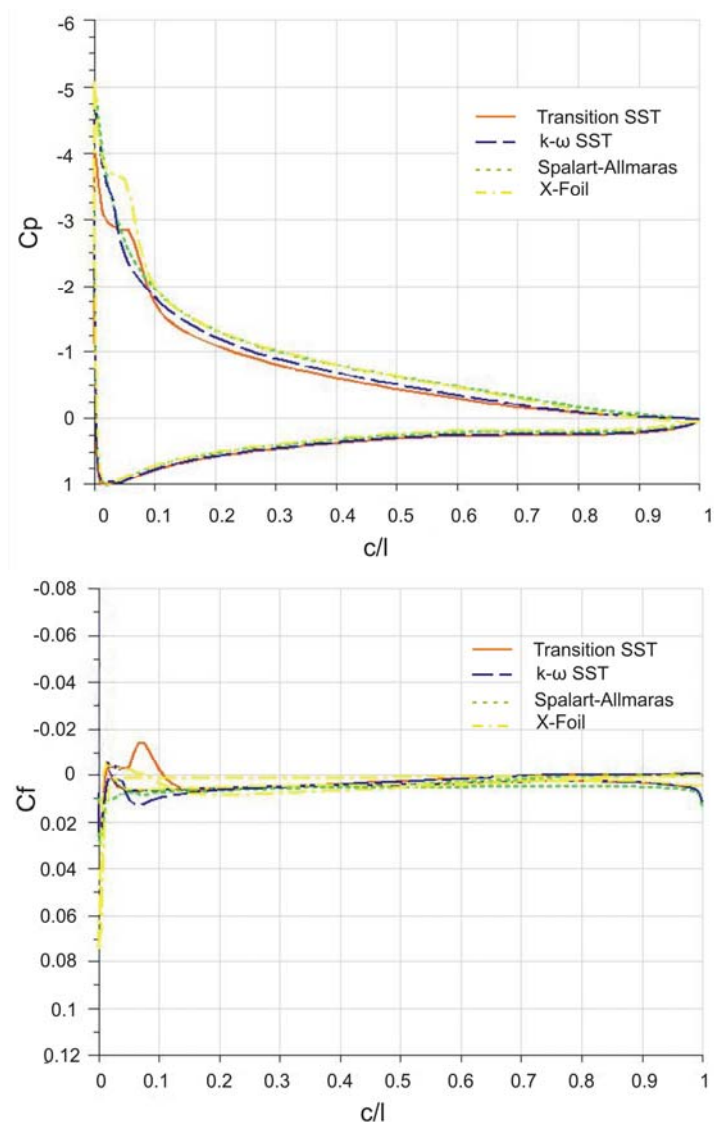 -6
-5
-4
-3
-2
-1
0
1
Cp
Transition SST
k-ω SST
Spalart-Allmaras
X-Foil
0 0.1 0.2 0.3 0.4 0.5 0.6 0.7 0.8 0.9 1
c/l
-0.08
-0.06
-0.04
-0.02
0
0.02
0.04
0.06
0.08
0.1
0.12
Cf
Transition SST
k-ω SST
Spalart-Allmaras
X-Foil
0 0.1 0.2 0.3 0.4 0.5 0.6 0.7 0.8 0.9 1
c/l